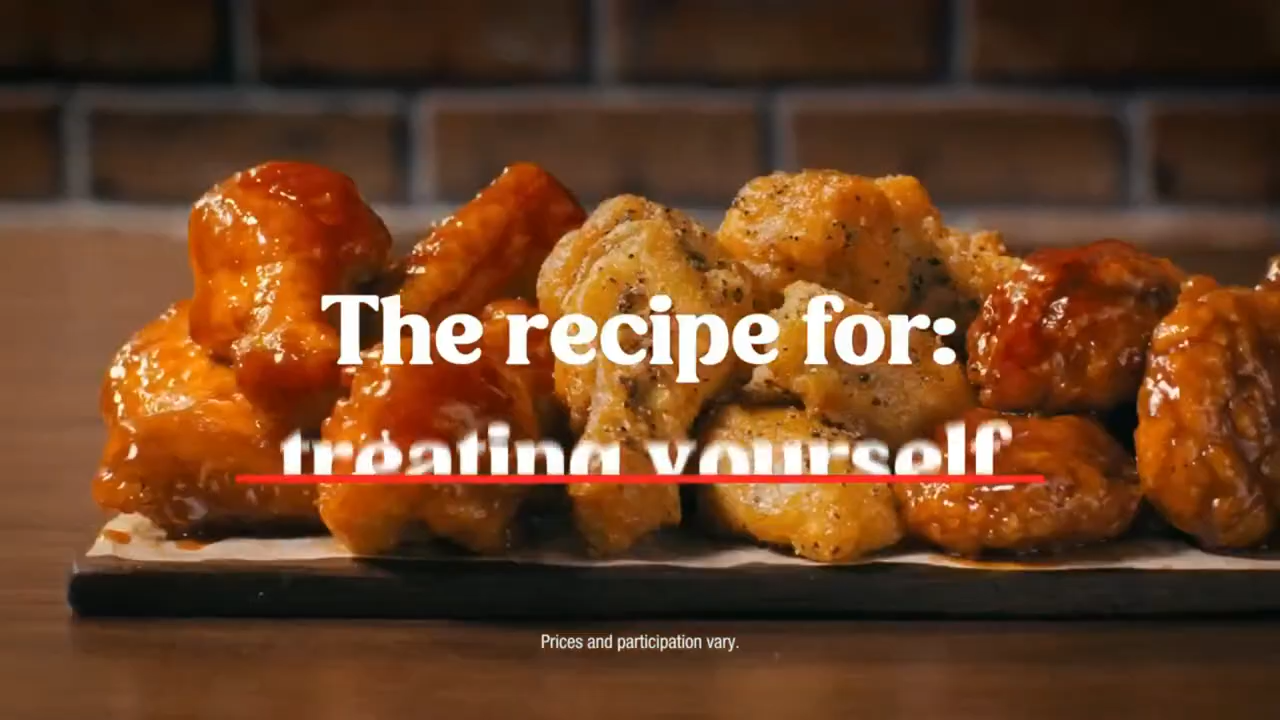 The recipe for:
treating yourself
Prices and participation vary.